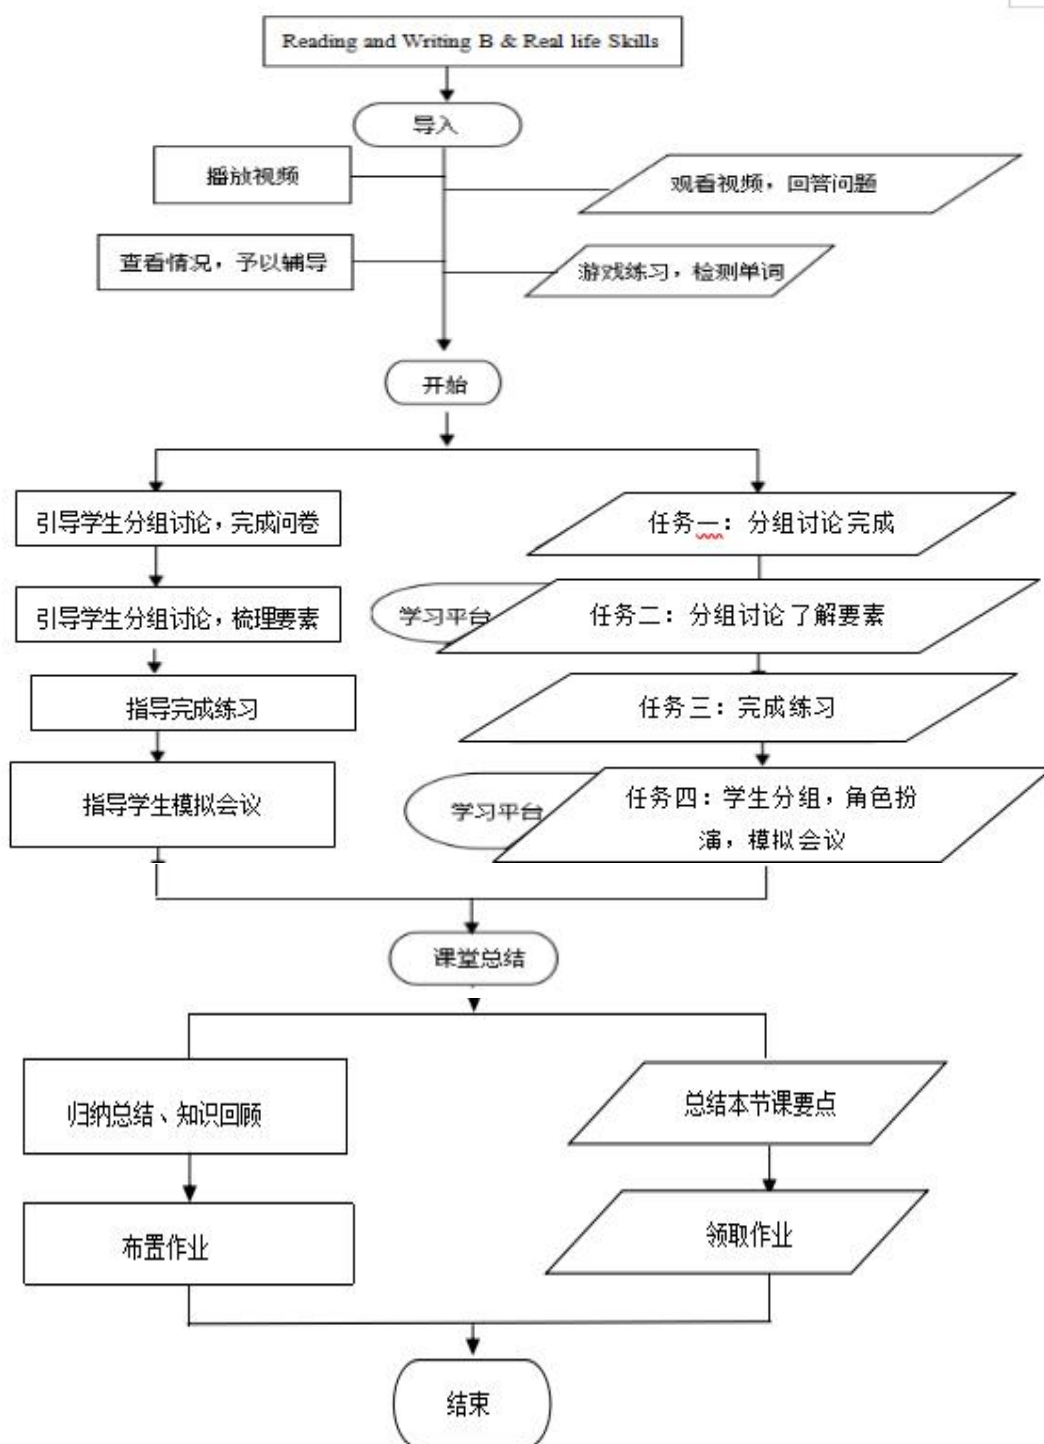 Reading and Writing B & Real life Skills
导入
播放视频
观看视频，回答问题
查看情况，予以辅导
游戏练习，检测单词
开始
引导学生分组讨论，完成问卷
任务一：分组讨论完成
引导学生分组讨论，梳理要素
学习平台
任务二：分组讨论了解要素
指导完成练习
任务三：完成练习
指导学生模拟会议
学习平台
任务四：学生分组，角色扮
演，模拟会议
课堂总结
归纳总结、知识回顾
总结本节课要点
布置作业
领取作业
结束